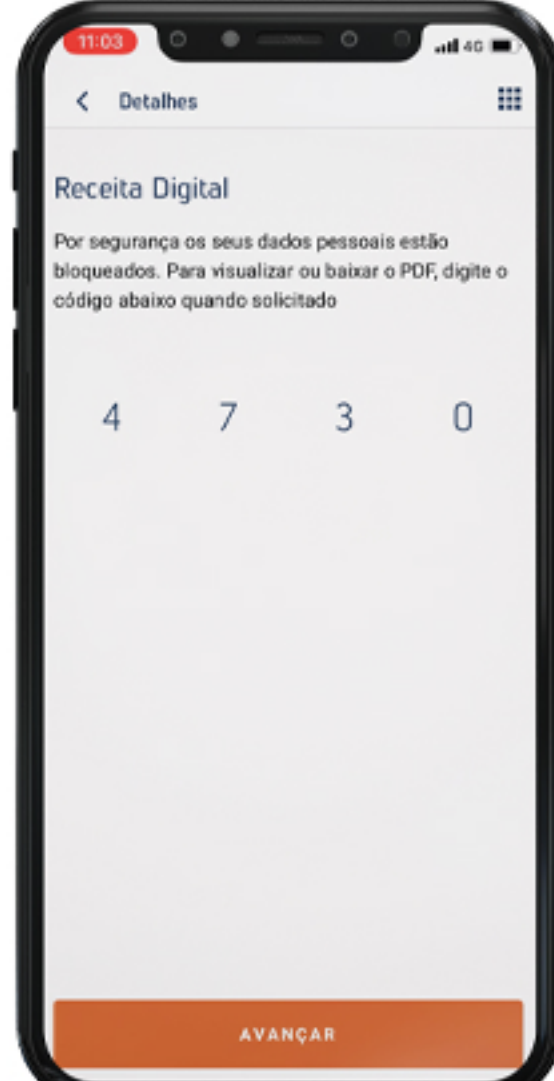 11:03
4G
Detalhes
Receita Digital
Por segurança os seus dados pessoais estão
bloqueados. Para visualizar ou baixar o PDF, digite o
código abaixo quando solicitado
4 7 3 0
AVANÇAR